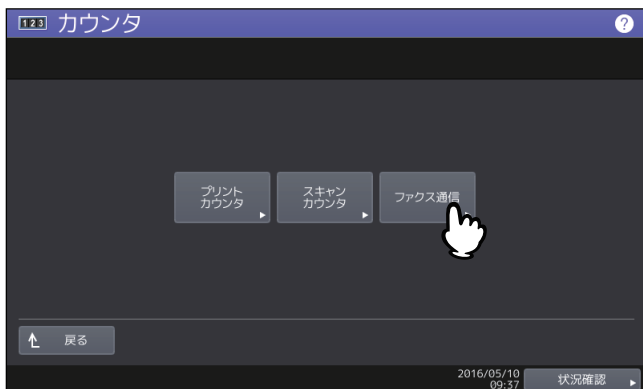 123 カウンタ ?
プリント
カウンタ
スキャン
カウンタ
ファクス通信
戻る
2016/05/10
09:37
状況確認